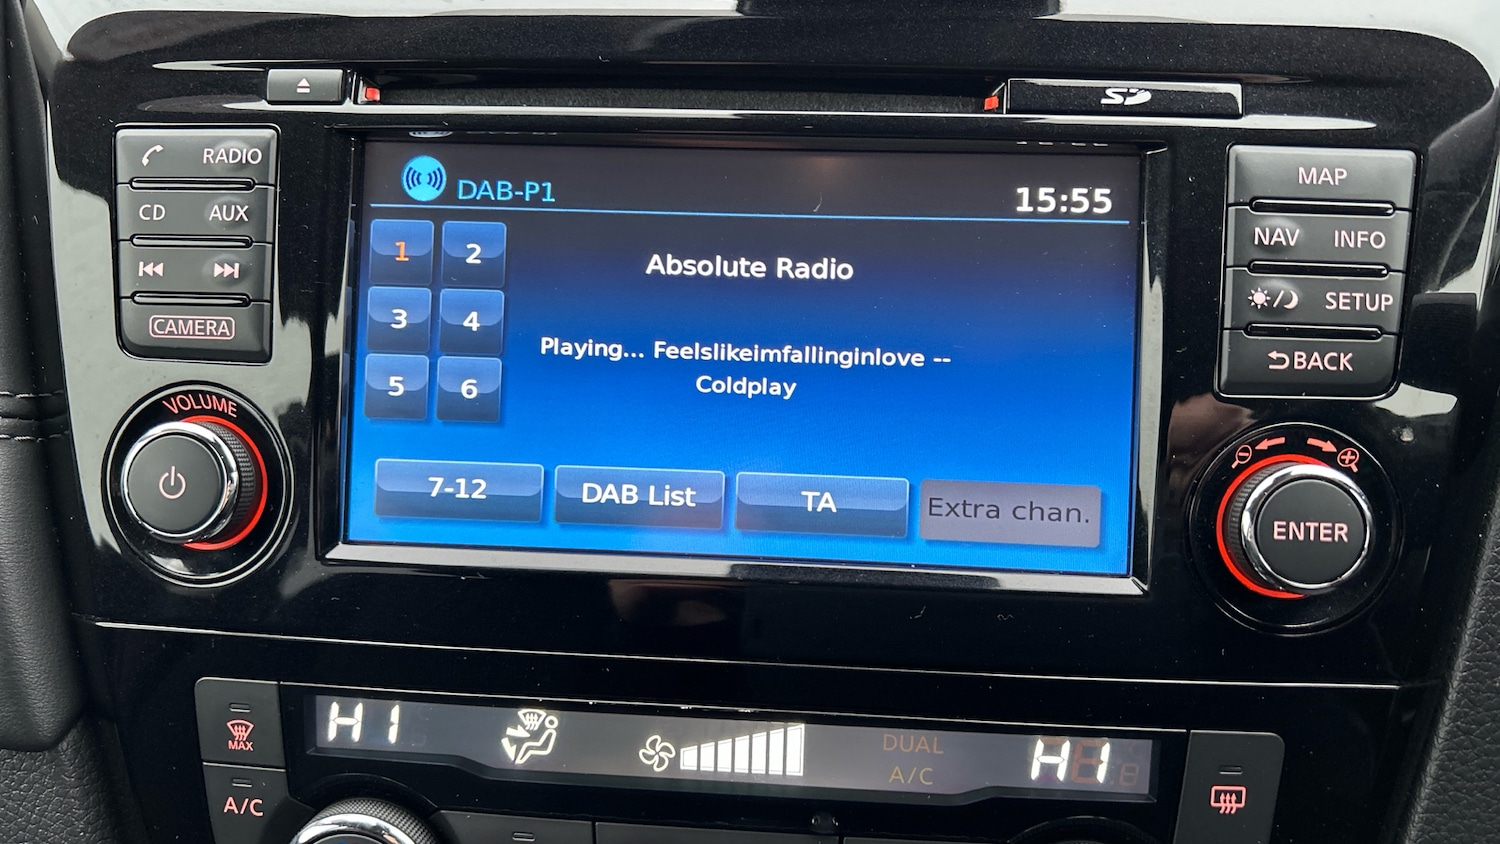 SD
RADIO
CD AUX
CAMERA
VOLUME
DAB-P1
15:55
1 2
3 4
5 6
Absolute Radio
Playing... Feelslikeimfallinginlove --
Coldplay
7-12
DAB List
TA
Extra chan.
MAP
NAV INFO
SETUP
BACK
ENTER
MAX
A/C
HI
DUAL
A/C
HI